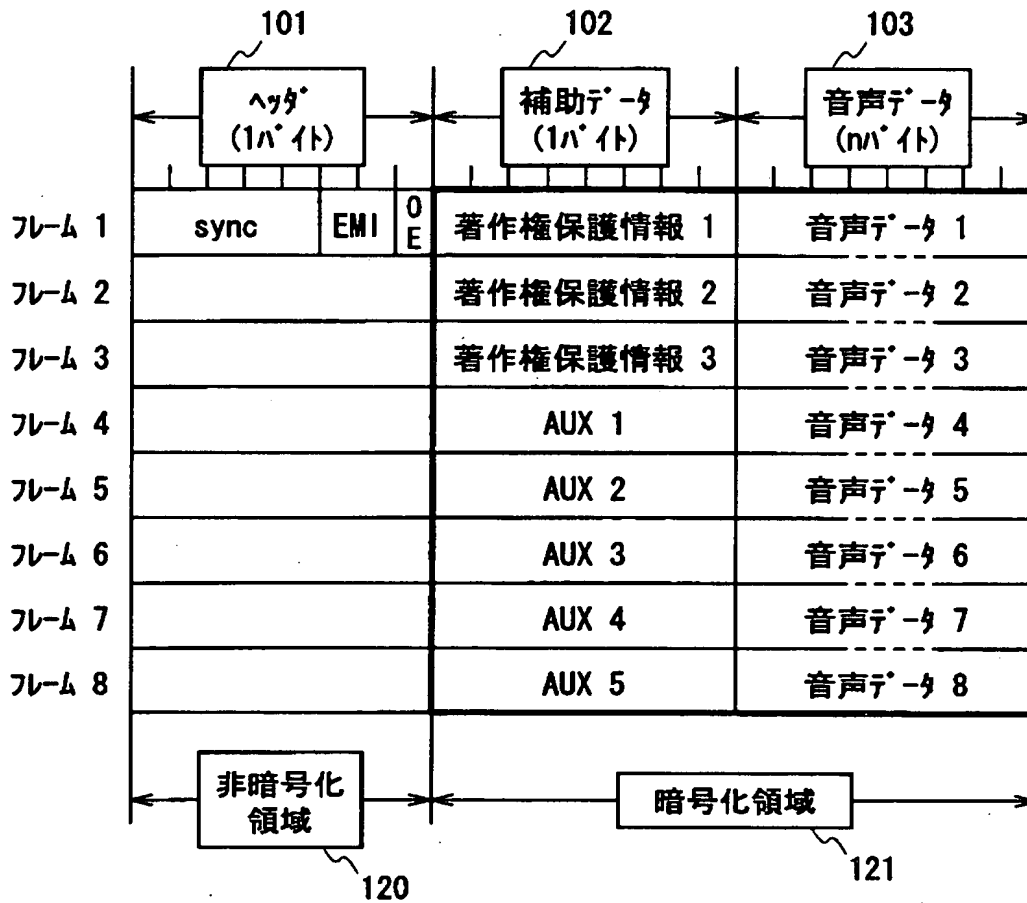 101
102
103
ﾍｯﾀﾞ
(1ﾊﾞｲﾄ)
補助ﾃﾞｰﾀ
(1ﾊﾞｲﾄ)
音声ﾃﾞｰﾀ
(nﾊﾞｲﾄ)
ﾌﾚｰﾑ 1
sync
EMI
O
E
著作権保護情報 1
音声ﾃﾞｰﾀ 1
ﾌﾚｰﾑ 2
著作権保護情報 2
音声ﾃﾞｰﾀ 2
ﾌﾚｰﾑ 3
著作権保護情報 3
音声ﾃﾞｰﾀ 3
ﾌﾚｰﾑ 4
AUX 1
音声ﾃﾞｰﾀ 4
ﾌﾚｰﾑ 5
AUX 2
音声ﾃﾞｰﾀ 5
ﾌﾚｰﾑ 6
AUX 3
音声ﾃﾞｰﾀ 6
ﾌﾚｰﾑ 7
AUX 4
音声ﾃﾞｰﾀ 7
ﾌﾚｰﾑ 8
AUX 5
音声ﾃﾞｰﾀ 8
非暗号化
領域
暗号化領域
120
121